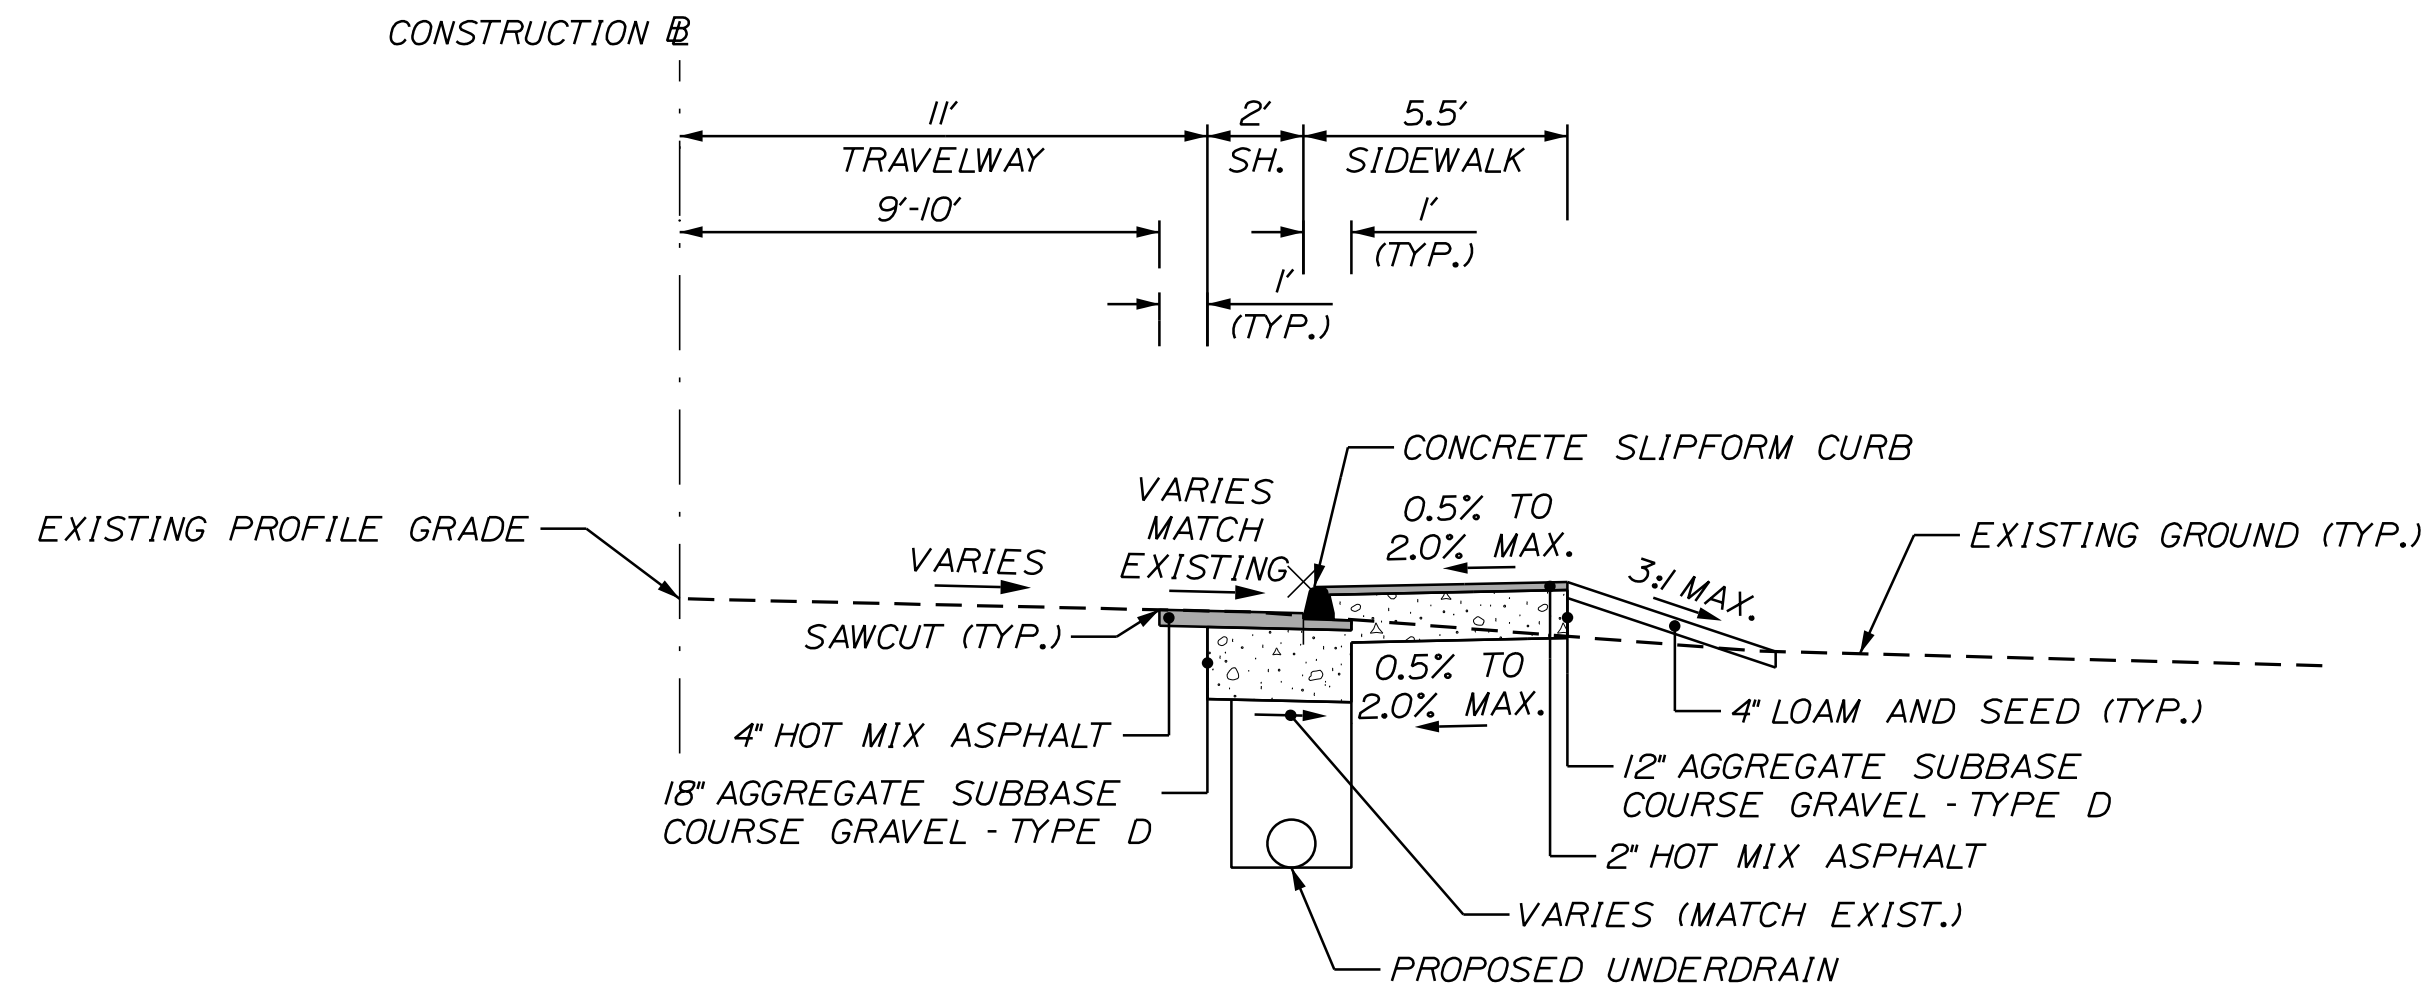 CONSTRUCTION BL
11'
2'
5.5'
TRAVELWAY
SH.
SIDEWALK
9'-10'
1'
(TYP.)
1'
(TYP.)
CONCRETE SLIPFORM CURB
VARIES
MATCH
EXISTING
0.5% TO
2.0% MAX.
EXISTING PROFILE GRADE
VARIES
EXISTING GROUND (TYP.)
3:1 MAX.
SAWCUT (TYP.)
0.5% TO
2.0% MAX.
4" HOT MIX ASPHALT
4" LOAM AND SEED (TYP.)
18" AGGREGATE SUBBASE
COURSE GRAVEL - TYPE D
12" AGGREGATE SUBBASE
COURSE GRAVEL - TYPE D
2" HOT MIX ASPHALT
VARIES (MATCH EXIST.)
PROPOSED UNDERDRAIN